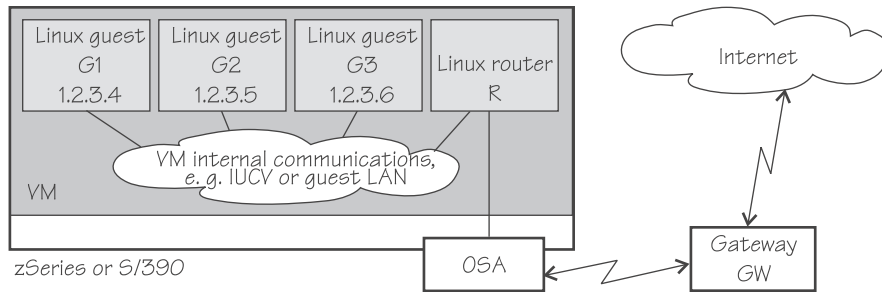 Linux guest
G1
1.2.3.4
Linux guest
G2
1.2.3.5
Linux guest
G3
1.2.3.6
Linux router
R
Internet
VM internal communications,
e. g. IUCV or guest LAN
VM
Gateway
GW
OSA
zSeries or S/390